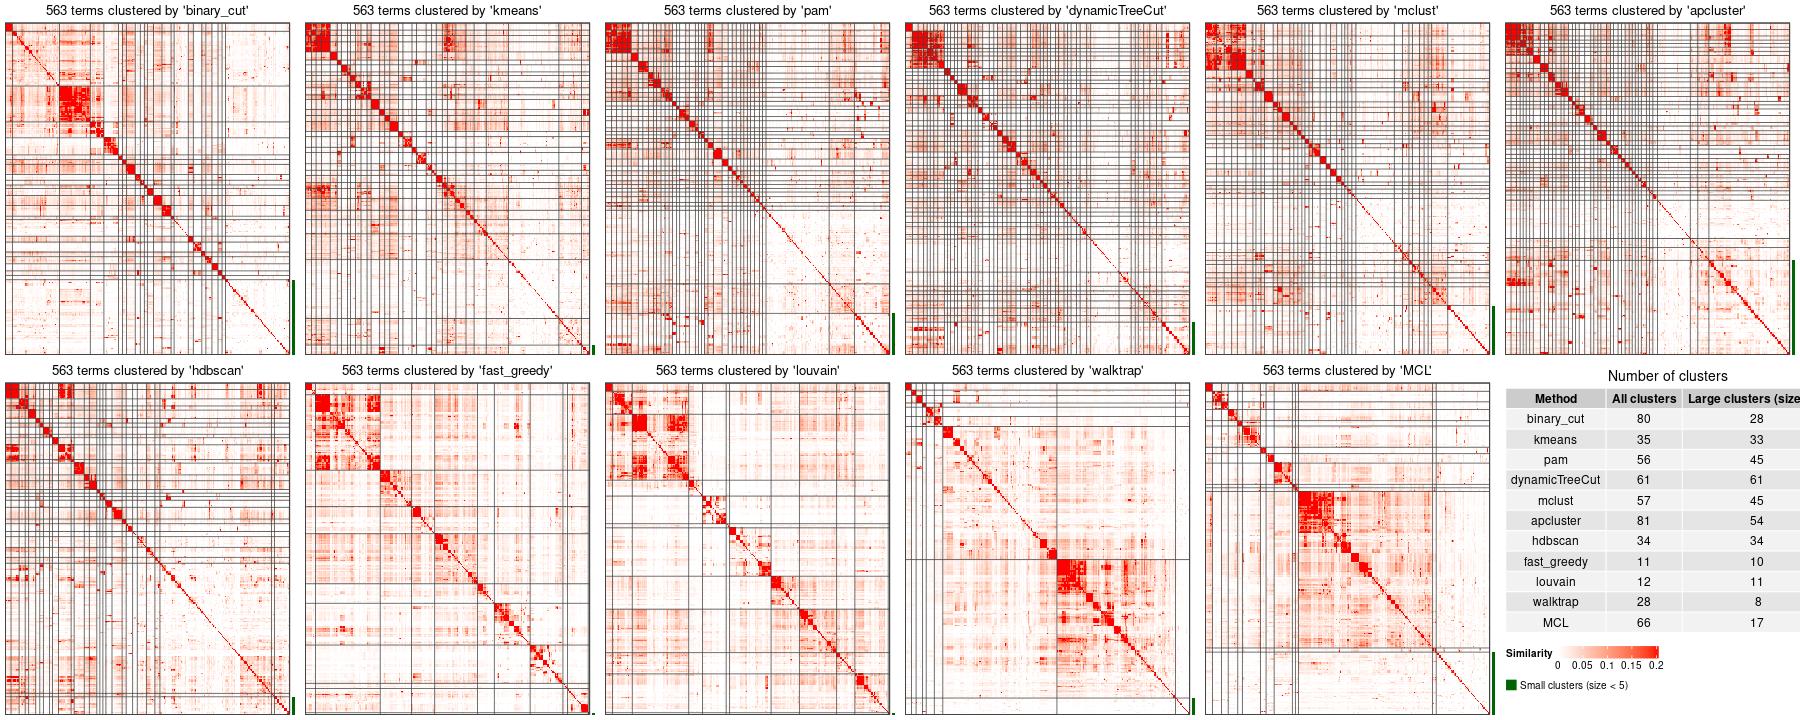 563 terms clustered by 'binary_cut'
563 terms clustered by 'kmeans'
563 terms clustered by 'pam'
563 terms clustered by 'dynamicTreeCut'
563 terms clustered by 'mclust'
563 terms clustered by 'apcluster'
563 terms clustered by 'hdbscan'
563 terms clustered by 'fast_greedy'
563 terms clustered by 'louvain'
563 terms clustered by 'walktrap'
563 terms clustered by 'MCL'
Number of clusters
Method All clusters Large clusters (size
binary_cut 80 28
kmeans 35 33
pam 56 45
dynamicTreeCut 61 61
mclust 57 45
apcluster 81 54
hdbscan 34 34
fast_greedy 11 10
louvain 12 11
walktrap 28 8
MCL 66 17
Similarity
0 0.05 0.1 0.15 0.2
Small clusters (size < 5)